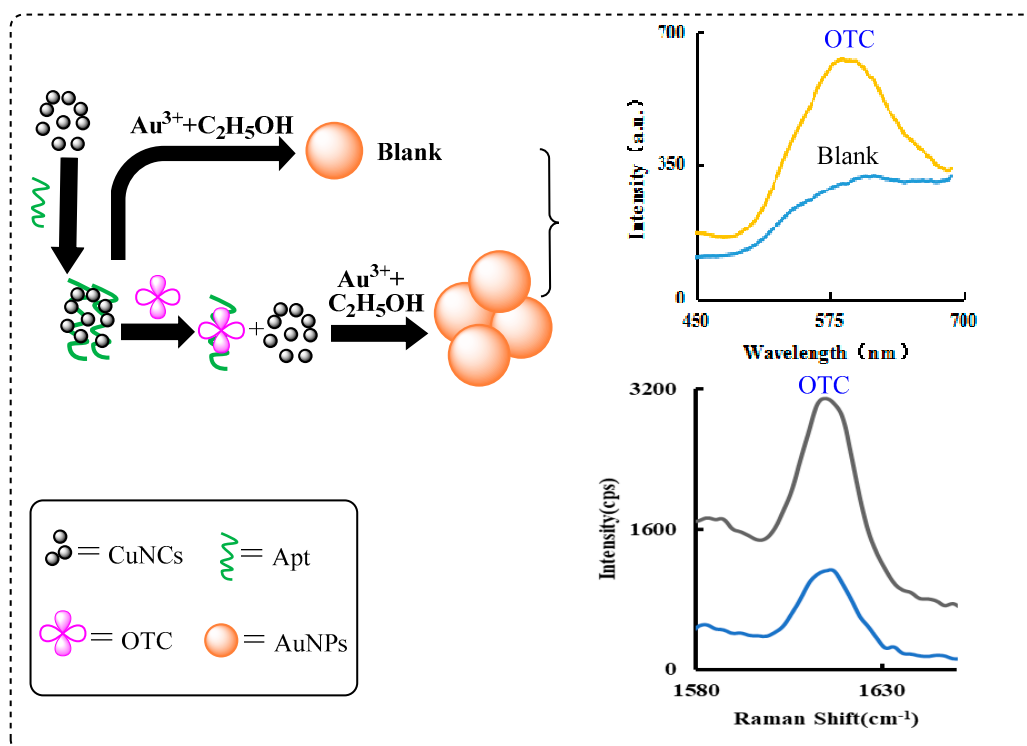 Au³⁺+C₂H₅OH
Blank
Au³⁺+
C₂H₅OH
+
= CuNCs
= Apt
= OTC
= AuNPs
700
OTC
Intensity (a.u.)
350
Blank
0
450
575
700
Wavelength (nm)
3200
OTC
Intensity(cps)
1600
0
1580
1630
Raman Shift(cm⁻¹)